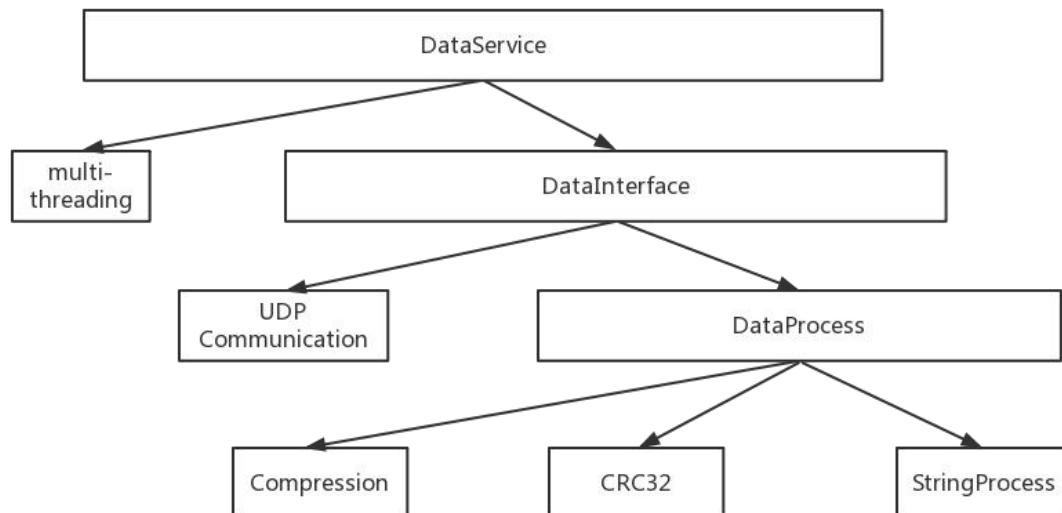 DataService
multi-
threading
DataInterface
UDP
Communication
DataProcess
Compression
CRC32
StringProcess